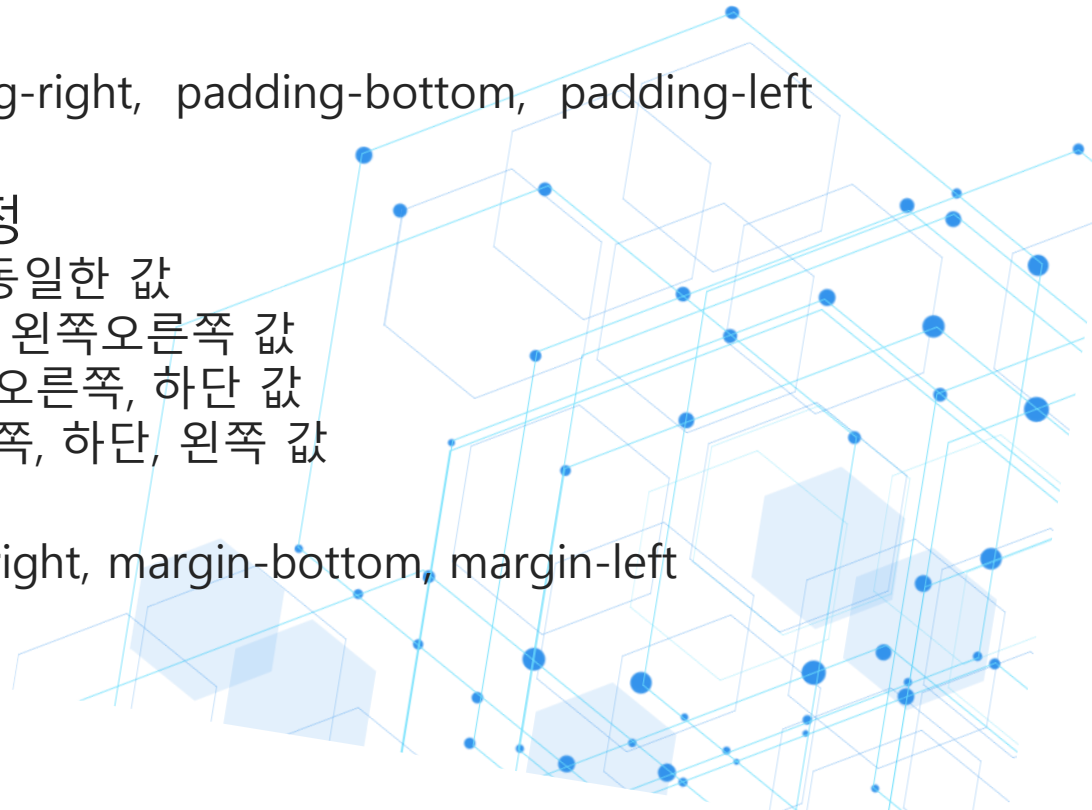 g-right, padding-bottom, padding-left
정
동일한 값
왼쪽오른쪽 값
오른쪽, 하단 값
쪽, 하단, 왼쪽 값
ight, margin-bottom, margin-left